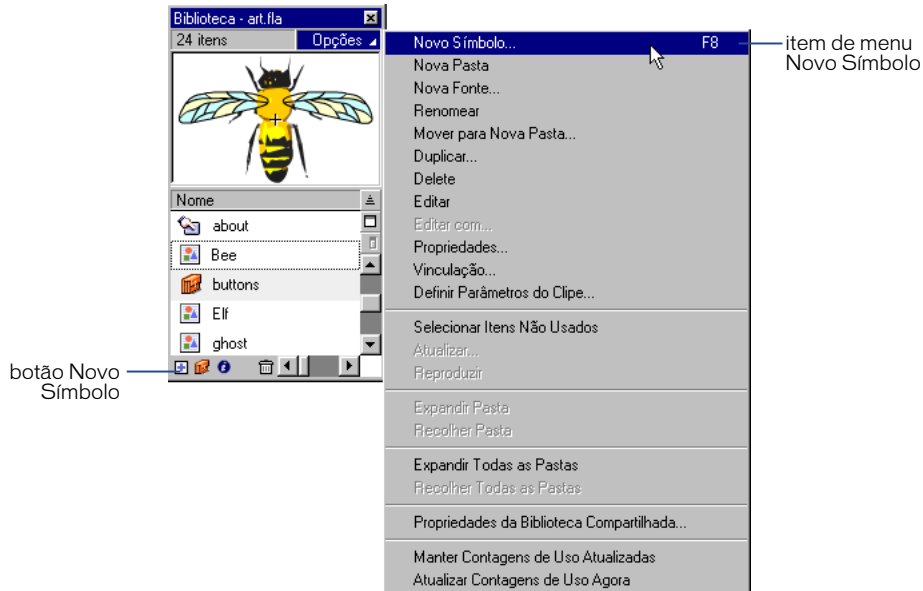 Biblioteca - art.fla
24 itens
Opções
Nome
about
Bee
buttons
Elf
ghost
botão Novo
Símbolo
Novo Símbolo... F8
Nova Pasta
Nova Fonte...
Renomear
Mover para Nova Pasta...
Duplicar...
Delete
Editar
Editar com...
Propriedades...
Vinculação...
Definir Parâmetros do Clipe...
Selecionar Itens Não Usados
Atualizar...
Reproduzir
Expandir Pasta
Recolher Pasta
Expandir Todas as Pastas
Recolher Todas as Pastas
Propriedades da Biblioteca Compartilhada...
Manter Contagens de Uso Atualizadas
Atualizar Contagens de Uso Agora
item de menu
Novo Símbolo